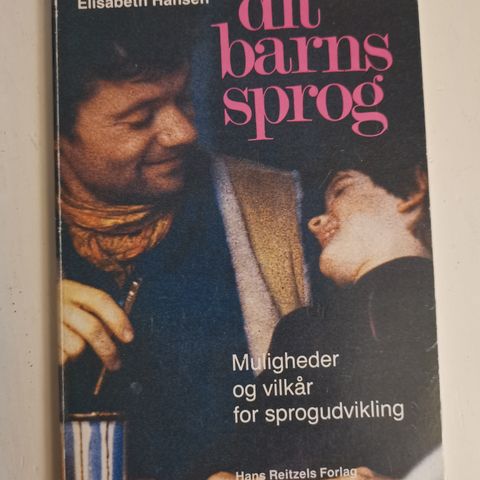 Elisabeth Hansen
dit
barns
sprog
Muligheder
og vilkår
for sprogudvikling
Hans Reitzels Forlag